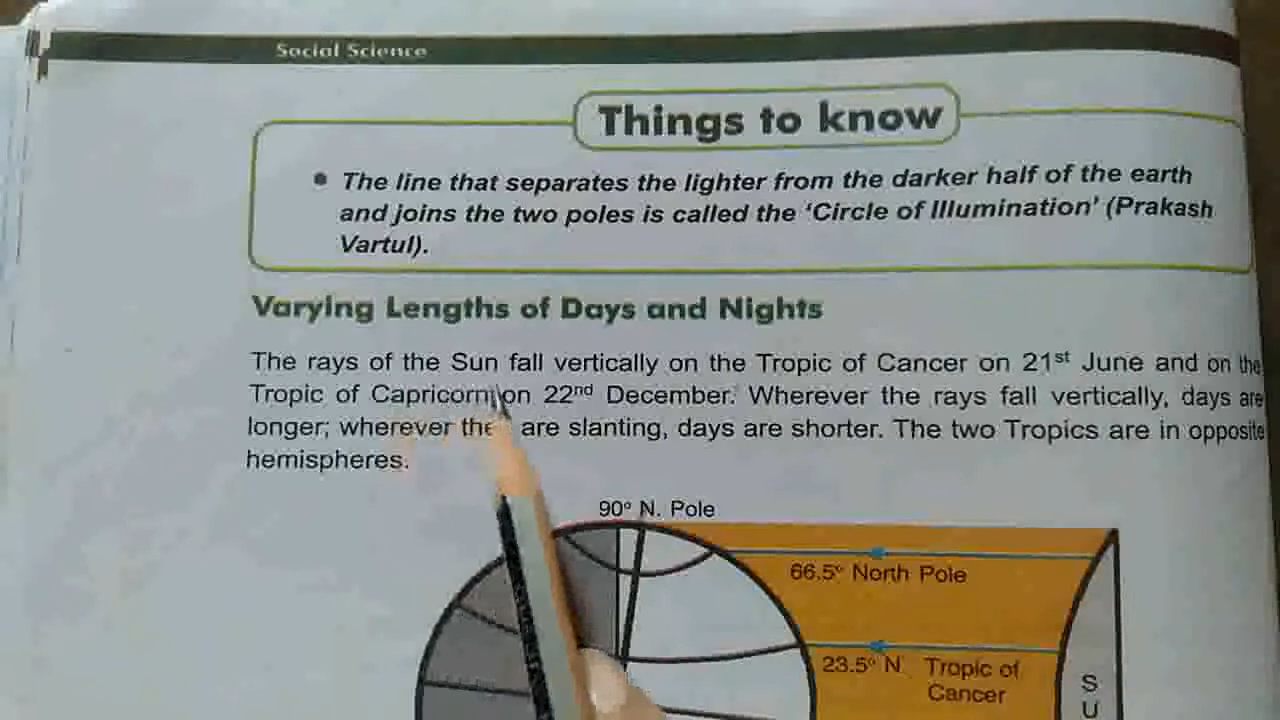 Social Science
Things to know
• The line that separates the lighter from the darker half of the earth
and joins the two poles is called the 'Circle of Illumination' (Prakash
Vartul).
Varying Lengths of Days and Nights
The rays of the Sun fall vertically on the Tropic of Cancer on 21st June and on the
Tropic of Capricorn on 22nd December. Wherever the rays fall vertically, days are
longer; wherever the are slanting, days are shorter. The two Tropics are in opposite
hemispheres.
90° N. Pole
66.5° North Pole
23.5° N. Tropic of
Cancer
S
U